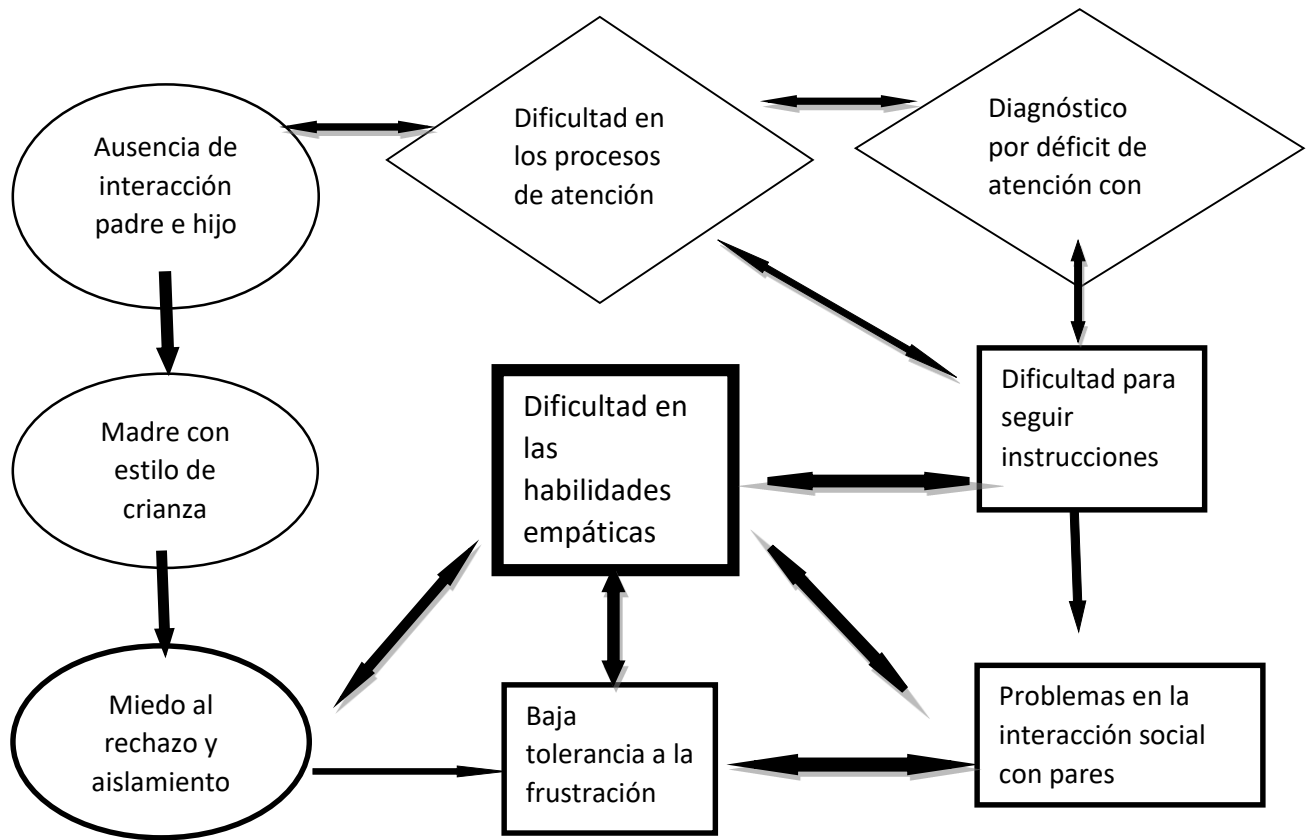 Ausencia de
interacción
padre e hijo
Dificultad en
los procesos
de atención
Diagnóstico
por déficit de
atención con
Madre con
estilo de
crianza
Dificultad en
las
habilidades
empáticas
Dificultad para
seguir
instrucciones
Miedo al
rechazo y
aislamiento
Baja
tolerancia a la
frustración
Problemas en la
interacción social
con pares